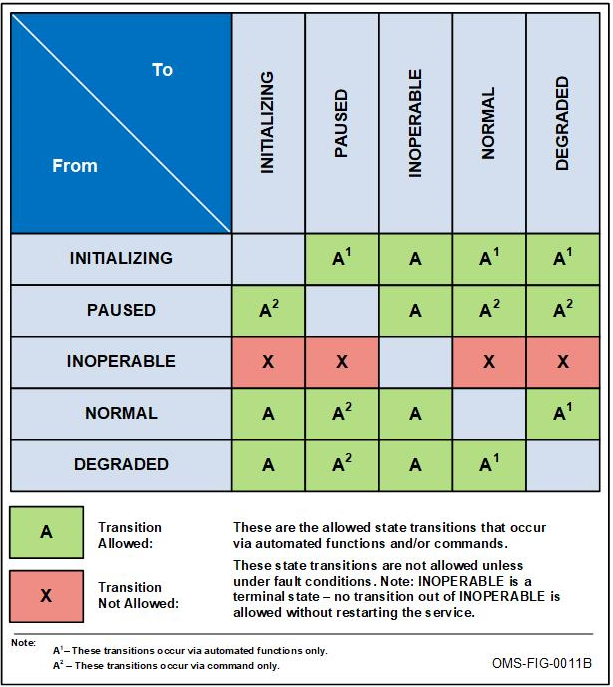 To
From
INITIALIZING
PAUSED
INOPERABLE
NORMAL
DEGRADED
INITIALIZING A¹ A A¹ A¹
PAUSED A² A A² A²
INOPERABLE X X X X
NORMAL A A² A A¹
DEGRADED A A² A A¹
A Transition Allowed: These are the allowed state transitions that occur
via automated functions and/or commands.
X Transition Not Allowed: These state transitions are not allowed unless
under fault conditions. Note: INOPERABLE is a
terminal state – no transition out of INOPERABLE is
allowed without restarting the service.
Note:
A¹– These transitions occur via automated functions only.
A² – These transitions occur via command only.
OMS-FIG-0011B